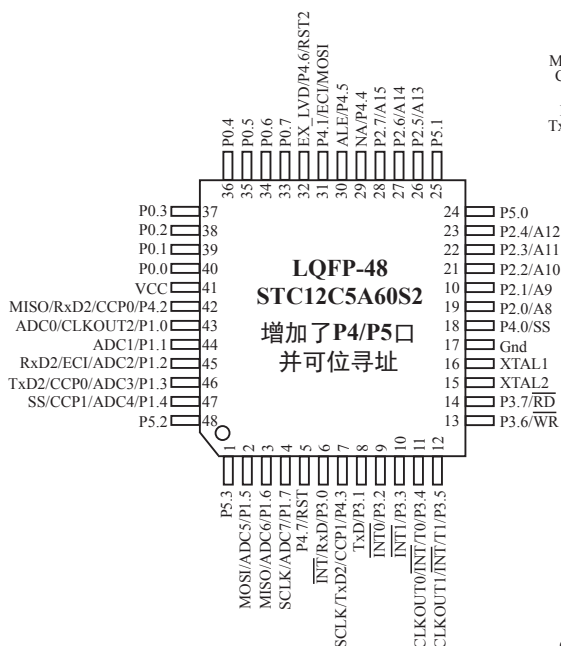 M
C
Tx
P0.4
P0.5
P0.6
P0.7
EX_LVD/P4.6/RST2
P4.1/ECI/MOSI
ALE/P4.5
NA/P4.4
P2.7/A15
P2.6/A14
P2.5/A13
P5.1
36 35 34 33 32 31 30 29 28 27 26 25
P0.3 37
P0.2 38
P0.1 39
P0.0 40
VCC 41
MISO/RxD2/CCP0/P4.2 42
ADC0/CLKOUT2/P1.0 43
ADC1/P1.1 44
RxD2/ECI/ADC2/P1.2 45
TxD2/CCP0/ADC3/P1.3 46
SS/CCP1/ADC4/P1.4 47
P5.2 48
LQFP-48
STC12C5A60S2
增加了P4/P5口
并可位寻址
24 P5.0
23 P2.4/A12
22 P2.3/A11
21 P2.2/A10
10 P2.1/A9
19 P2.0/A8
18 P4.0/SS
17 Gnd
16 XTAL1
15 XTAL2
14 P3.7/RD
13 P3.6/WR
1 2 3 4 5 6 7 8 9 10 11 12
P5.3
MOSI/ADC5/P1.5
MISO/ADC6/P1.6
SCLK/ADC7/P1.7
P4.7/RST
INT/RxD/P3.0
SCLK/TxD2/CCP1/P4.3
TxD/P3.1
INT0/P3.2
INT1/P3.3
CLKOUT0/INT/T0/P3.4
CLKOUT1/INT/T1/P3.5